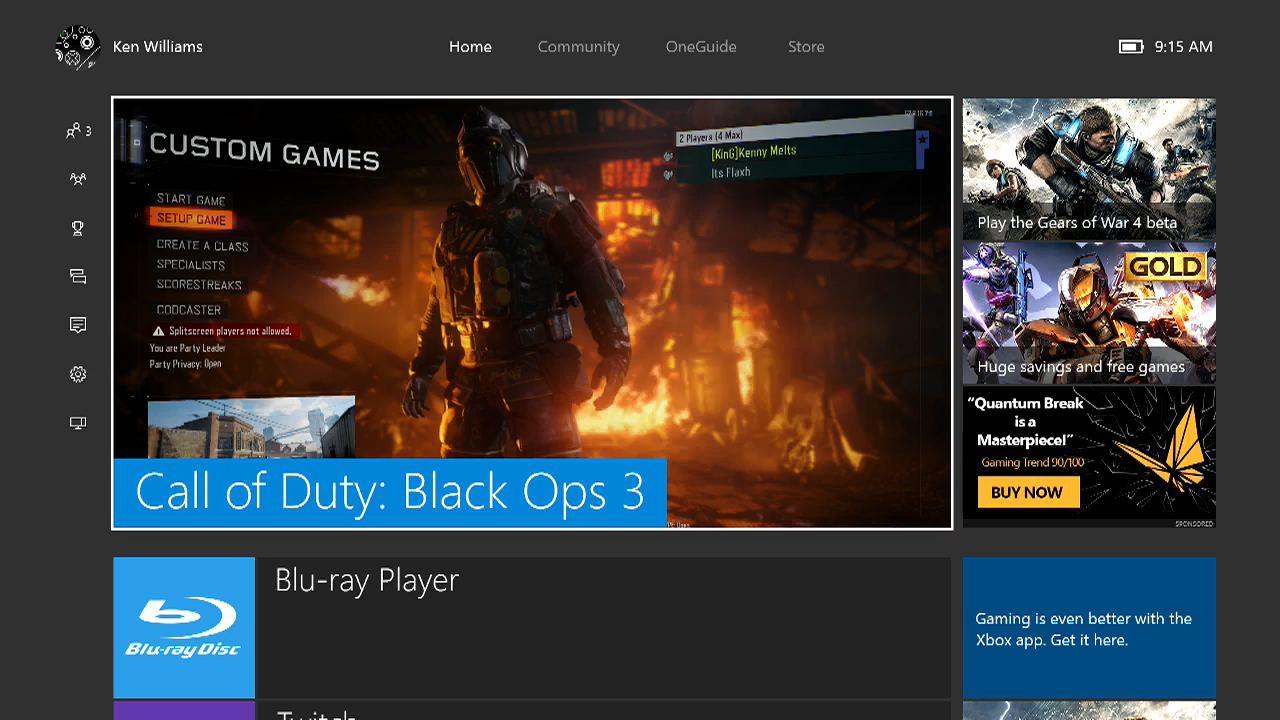 Ken Williams
Home
Community
OneGuide
Store
9:15 AM
3
CUSTOM GAMES
START GAME
SETUP GAME
CREATE A CLASS
SPECIALISTS
SCORESTREAKS
CODCASTER
Splitscreen players not allowed.
You are Party Leader
Party Privacy: Open
2 Players (4 Max)
[KinG]Kenny Melts
Its Flaxh
Call of Duty: Black Ops 3
Play the Gears of War 4 beta
GOLD
Huge savings and free games
“Quantum Break
is a
Masterpiece!”
Gaming Trend 90/100
BUY NOW
SPONSORED
Blu-ray Disc
Blu-ray Player
Gaming is even better with the
Xbox app. Get it here.
Twitch